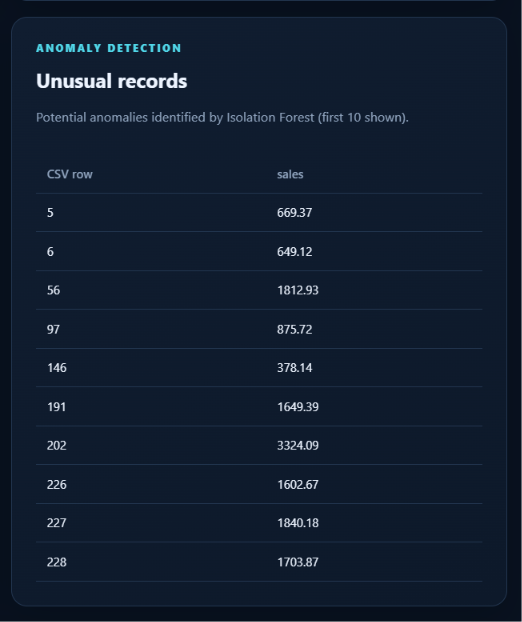 ANOMALY DETECTION
Unusual records
Potential anomalies identified by Isolation Forest (first 10 shown).
CSV row sales
5 669.37
6 649.12
56 1812.93
97 875.72
146 378.14
191 1649.39
202 3324.09
226 1602.67
227 1840.18
228 1703.87